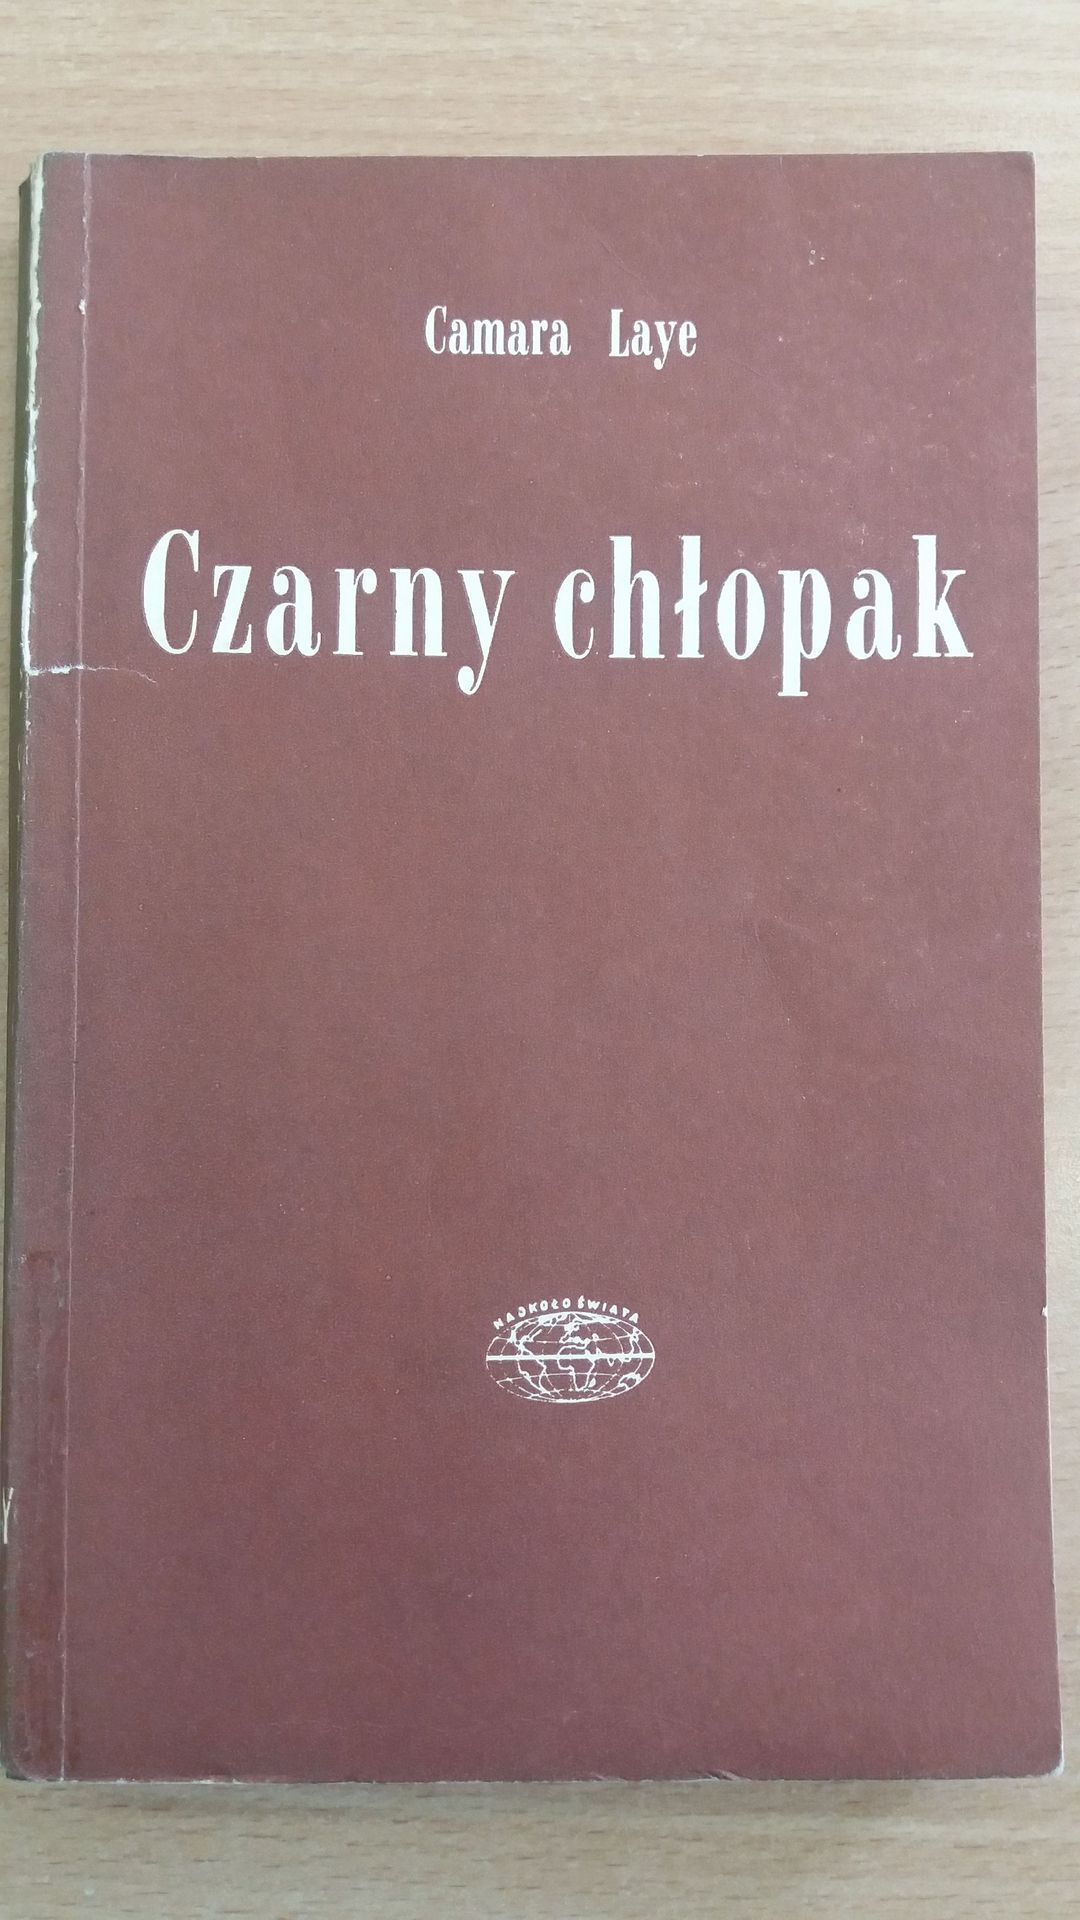 Camara Laye
Czarny chłopak
NAOKOŁO ŚWIATA